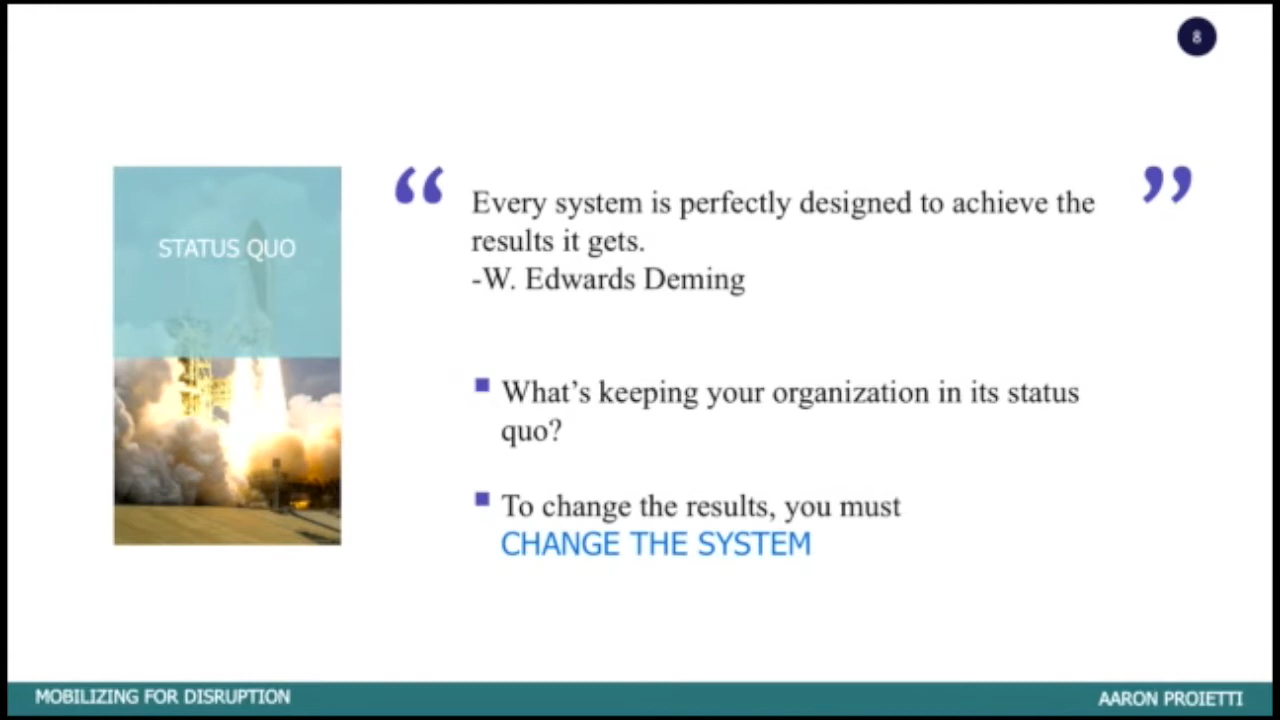 8
STATUS QUO
“ Every system is perfectly designed to achieve the ”
results it gets.
-W. Edwards Deming
What’s keeping your organization in its status
quo?
To change the results, you must
CHANGE THE SYSTEM
MOBILIZING FOR DISRUPTION
AARON PROIETTI